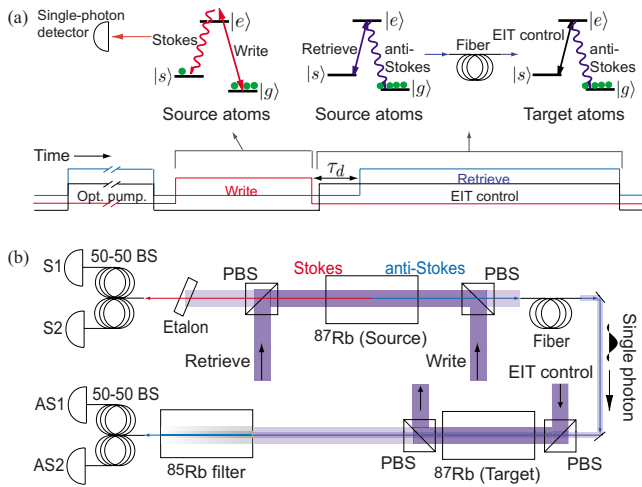 (a)
Single-photon
detector
Stokes
|e⟩
Write
|s⟩
|g⟩
Source atoms
|e⟩
Retrieve
anti-
Stokes
|s⟩
|g⟩
Source atoms
Fiber
EIT control
|e⟩
anti-
Stokes
|s⟩
|g⟩
Target atoms
Time
τd
Opt. pump.
Write
Retrieve
EIT control
(b)
S1
50-50 BS
S2
Etalon
PBS
Stokes
anti-Stokes
PBS
87Rb (Source)
Retrieve
Write
Fiber
Single photon
EIT control
AS1
50-50 BS
AS2
85Rb filter
PBS
87Rb (Target)
PBS